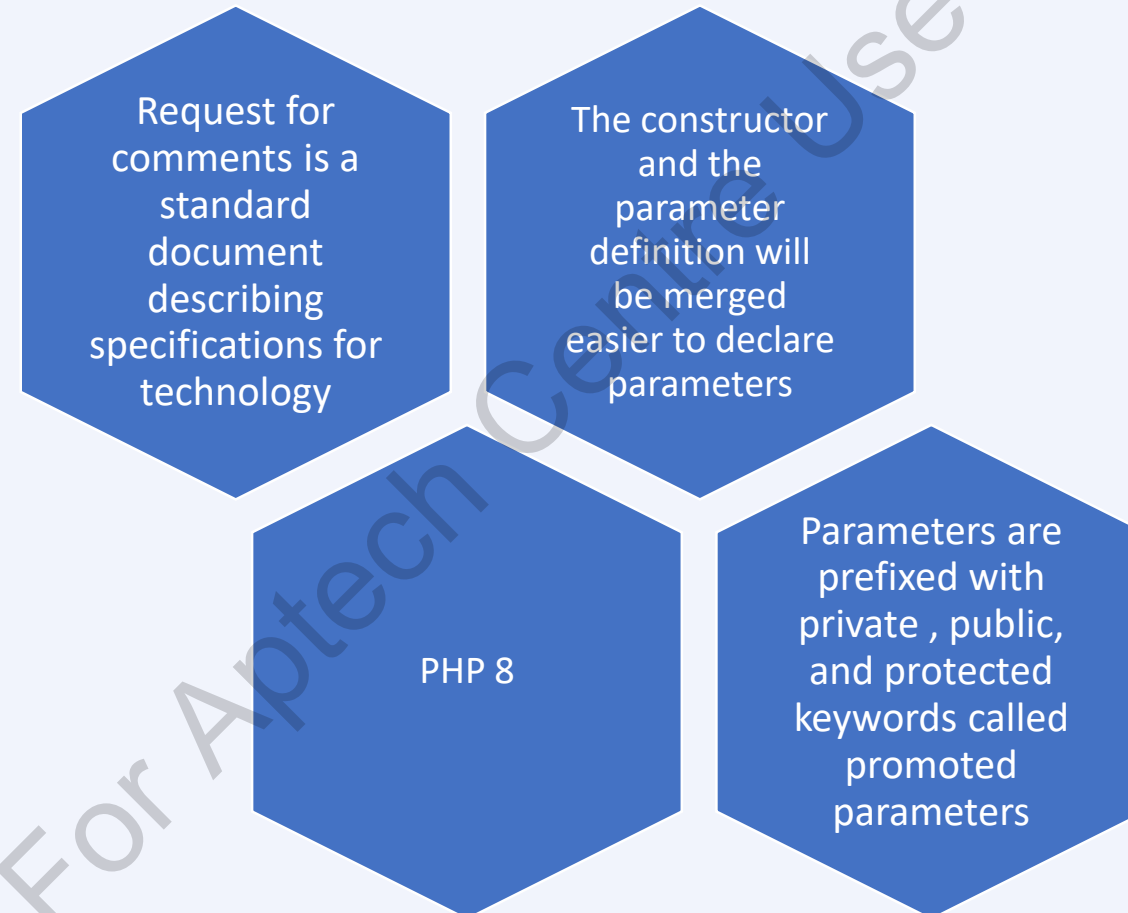 Request for
comments is a
standard
document
describing
specifications for
technology
The constructor
and the
parameter
definition will
be merged
easier to declare
parameters
PHP 8
Parameters are
prefixed with
private , public,
and protected
keywords called
promoted
parameters
For Aptech Centre Use